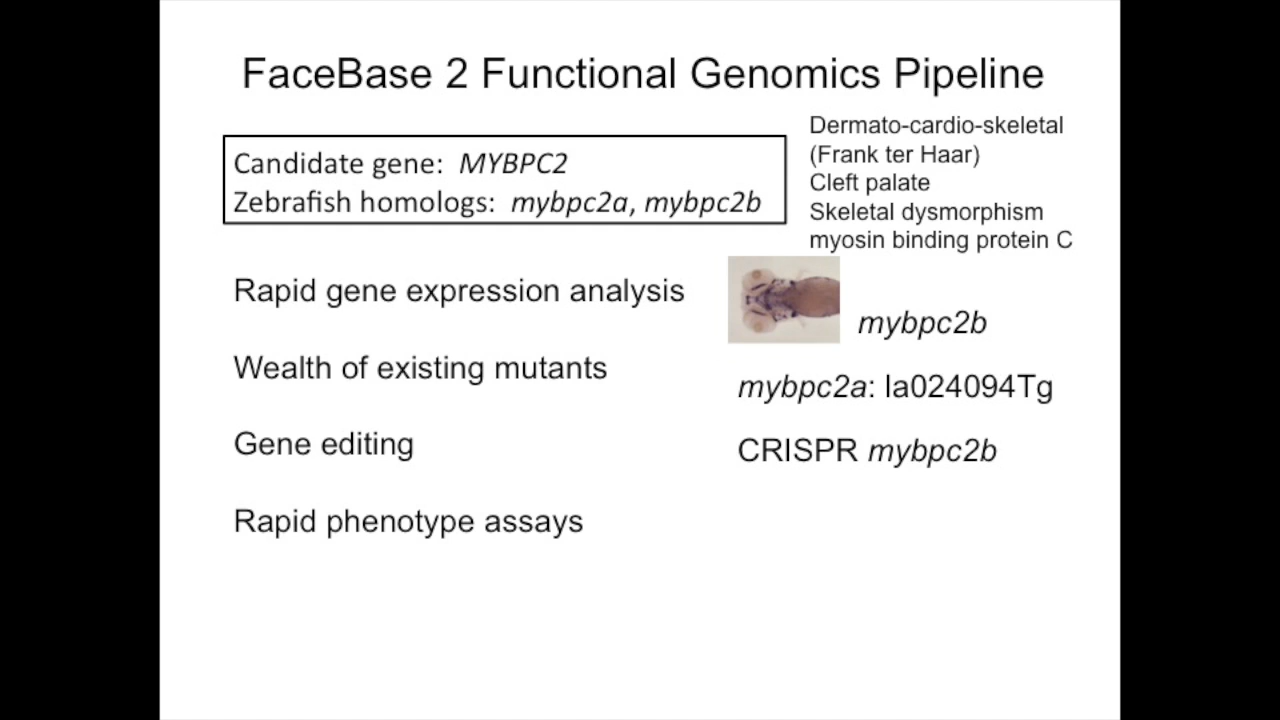 FaceBase 2 Functional Genomics Pipeline
Candidate gene: MYBPC2
Zebrafish homologs: mybpc2a, mybpc2b
Dermato-cardio-skeletal
(Frank ter Haar)
Cleft palate
Skeletal dysmorphism
myosin binding protein C
Rapid gene expression analysis
mybpc2b
Wealth of existing mutants
mybpc2a: la024094Tg
Gene editing
CRISPR mybpc2b
Rapid phenotype assays